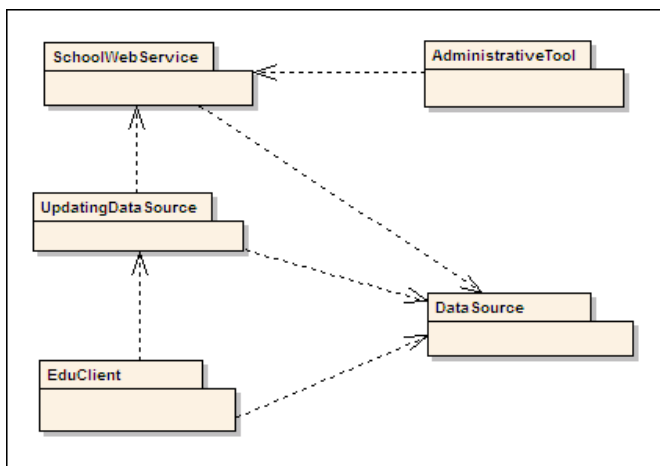 SchoolWebService
AdministrativeTool
UpdatingDataSource
DataSource
EduClient